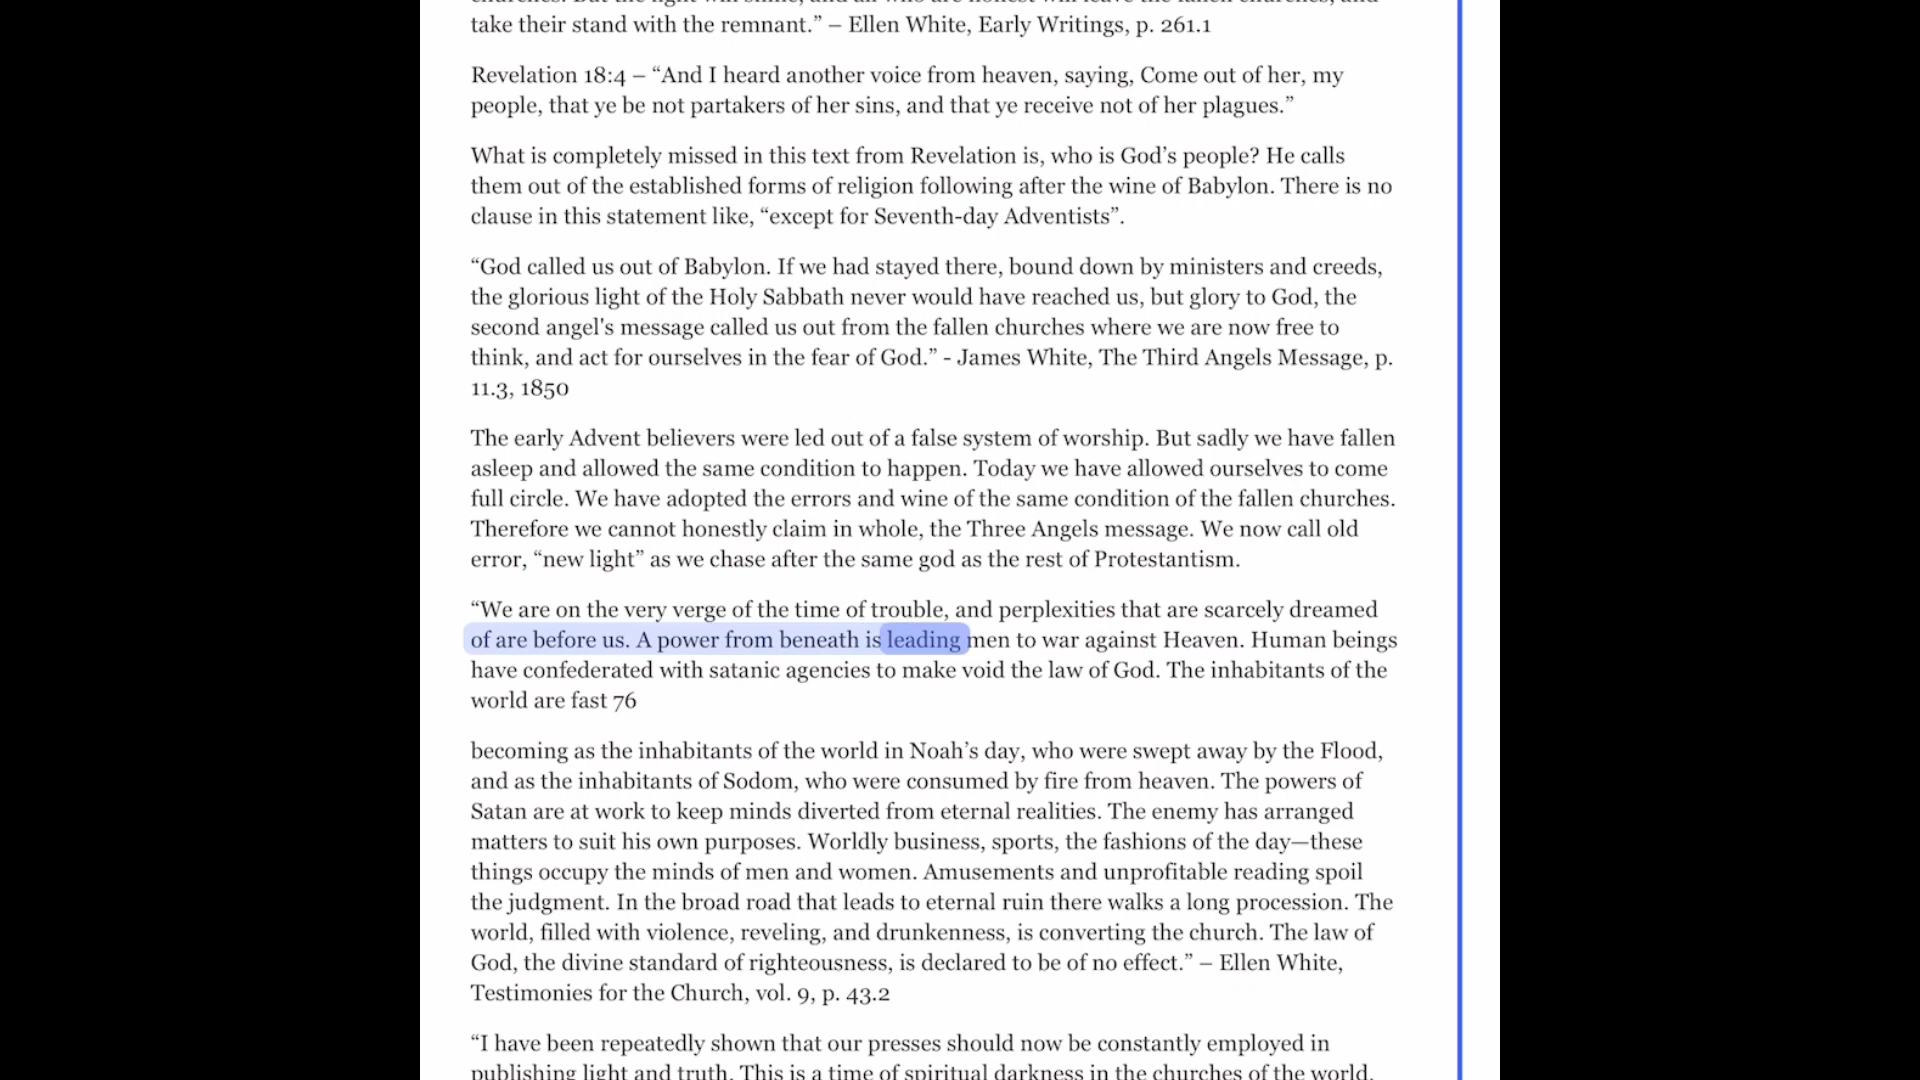 take their stand with the remnant.” – Ellen White, Early Writings, p. 261.1
Revelation 18:4 – “And I heard another voice from heaven, saying, Come out of her, my
people, that ye be not partakers of her sins, and that ye receive not of her plagues.”
What is completely missed in this text from Revelation is, who is God’s people? He calls
them out of the established forms of religion following after the wine of Babylon. There is no
clause in this statement like, “except for Seventh-day Adventists”.
“God called us out of Babylon. If we had stayed there, bound down by ministers and creeds,
the glorious light of the Holy Sabbath never would have reached us, but glory to God, the
second angel's message called us out from the fallen churches where we are now free to
think, and act for ourselves in the fear of God.” - James White, The Third Angels Message, p.
11.3, 1850
The early Advent believers were led out of a false system of worship. But sadly we have fallen
asleep and allowed the same condition to happen. Today we have allowed ourselves to come
full circle. We have adopted the errors and wine of the same condition of the fallen churches.
Therefore we cannot honestly claim in whole, the Three Angels message. We now call old
error, “new light” as we chase after the same god as the rest of Protestantism.
“We are on the very verge of the time of trouble, and perplexities that are scarcely dreamed
of are before us. A power from beneath is leading men to war against Heaven. Human beings
have confederated with satanic agencies to make void the law of God. The inhabitants of the
world are fast 76
becoming as the inhabitants of the world in Noah’s day, who were swept away by the Flood,
and as the inhabitants of Sodom, who were consumed by fire from heaven. The powers of
Satan are at work to keep minds diverted from eternal realities. The enemy has arranged
matters to suit his own purposes. Worldly business, sports, the fashions of the day—these
things occupy the minds of men and women. Amusements and unprofitable reading spoil
the judgment. In the broad road that leads to eternal ruin there walks a long procession. The
world, filled with violence, reveling, and drunkenness, is converting the church. The law of
God, the divine standard of righteousness, is declared to be of no effect.” – Ellen White,
Testimonies for the Church, vol. 9, p. 43.2
“I have been repeatedly shown that our presses should now be constantly employed in
publishing light and truth. This is a time of spiritual darkness in the churches of the world.